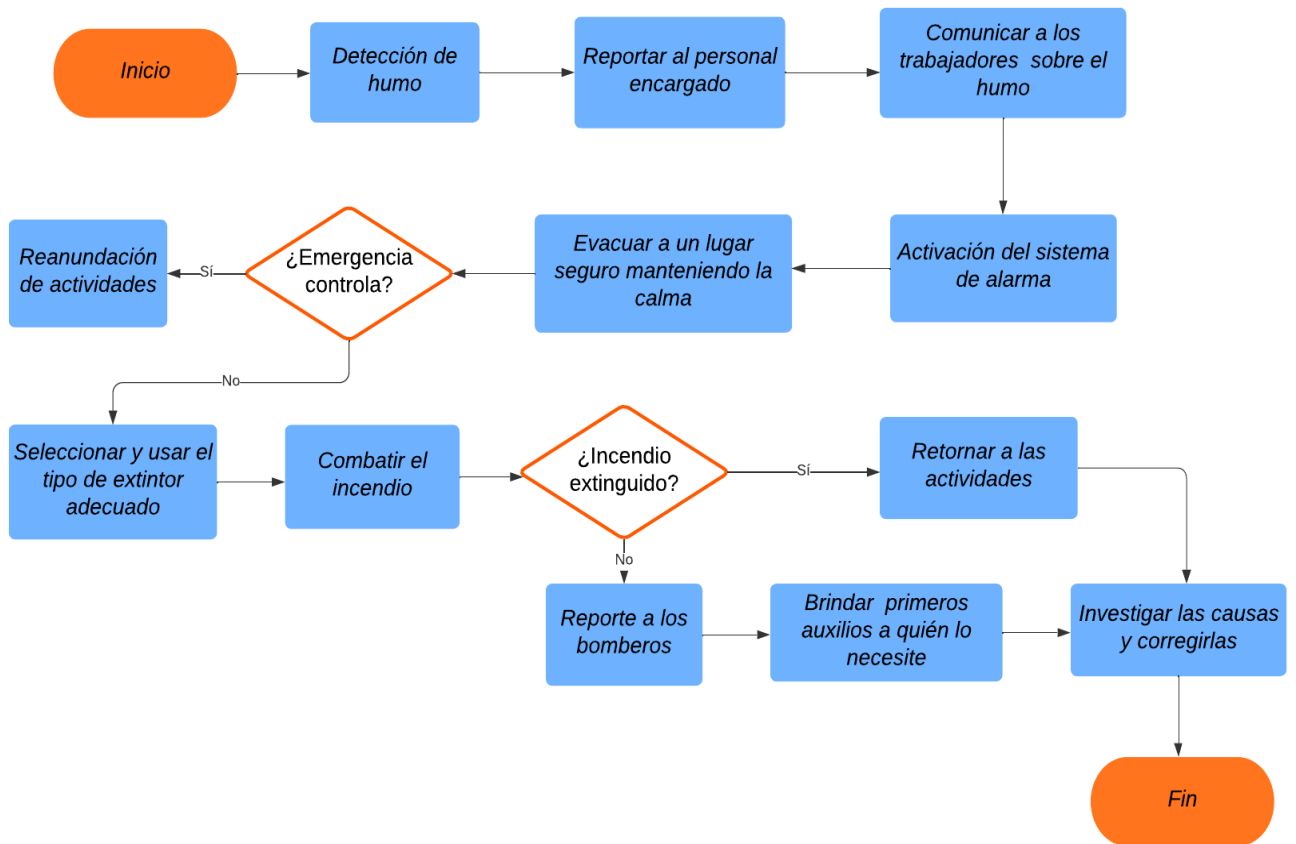 Inicio
Detección de
humo
Reportar al personal
encargado
Comunicar a los
trabajadores sobre el
humo
Activación del sistema
de alarma
Evacuar a un lugar
seguro manteniendo la
calma
¿Emergencia
controla?
Sí
Reanundación
de actividades
No
Seleccionar y usar el
tipo de extintor
adecuado
Combatir el
incendio
¿Incendio
extinguido?
Sí
Retornar a las
actividades
No
Reporte a los
bomberos
Brindar primeros
auxilios a quién lo
necesite
Investigar las causas
y corregirlas
Fin